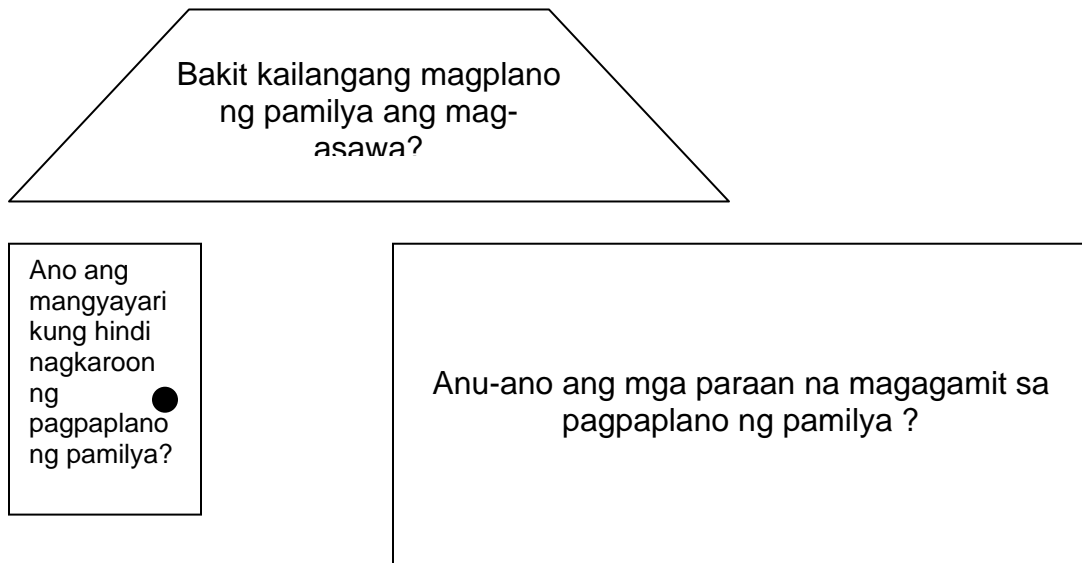 Bakit kailangang magplano
ng pamilya ang mag-
asawa?
Ano ang
mangyayari
kung hindi
nagkaroon
ng
pagpaplano
ng pamilya?
Anu-ano ang mga paraan na magagamit sa
pagpaplano ng pamilya ?